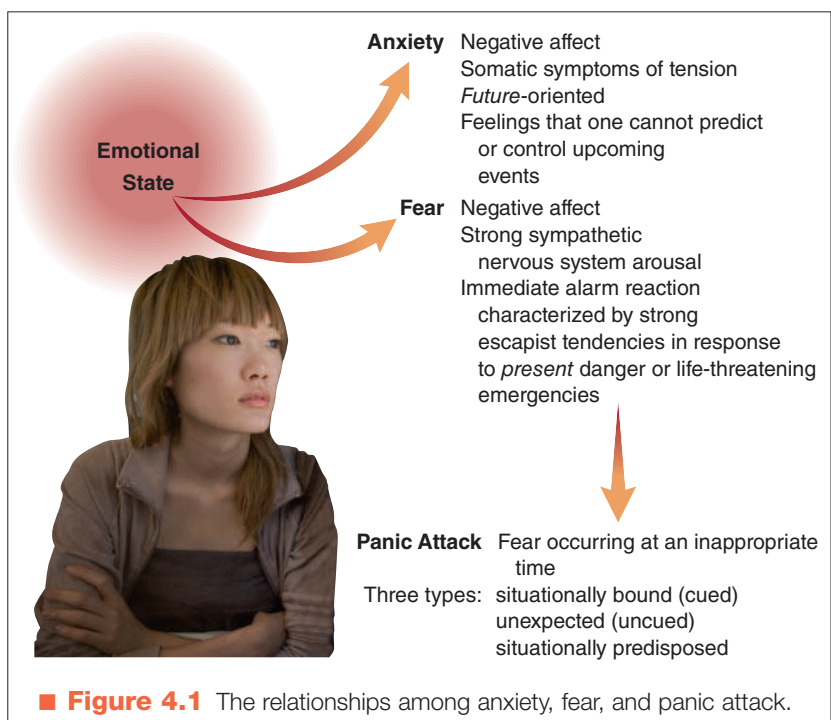 Emotional
State
Anxiety Negative affect
Somatic symptoms of tension
Future-oriented
Feelings that one cannot predict
or control upcoming
events
Fear Negative affect
Strong sympathetic
nervous system arousal
Immediate alarm reaction
characterized by strong
escapist tendencies in response
to present danger or life-threatening
emergencies
Panic Attack Fear occurring at an inappropriate
time
Three types: situationally bound (cued)
unexpected (uncued)
situationally predisposed
■ Figure 4.1 The relationships among anxiety, fear, and panic attack.